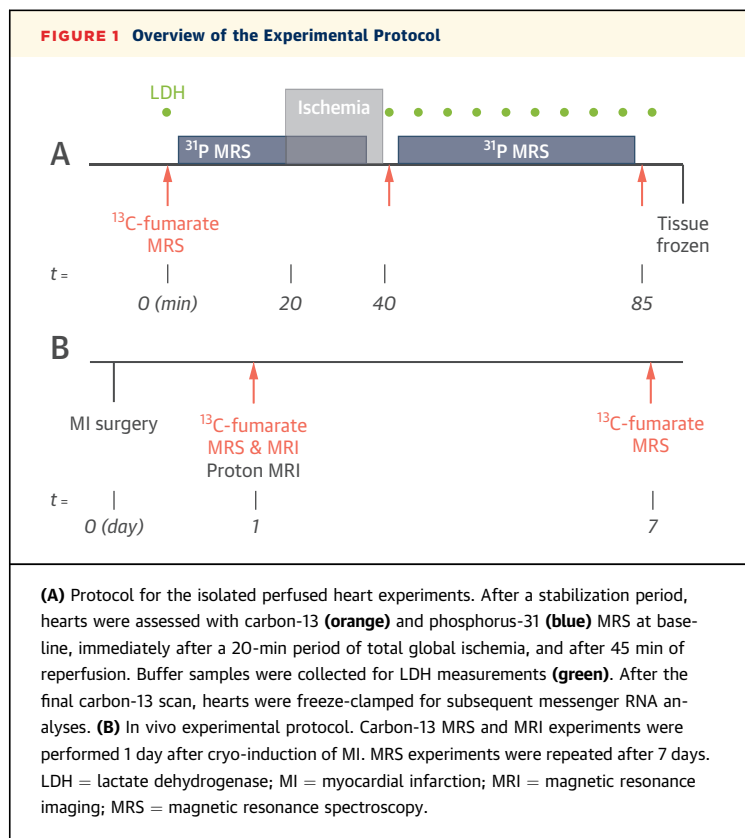 FIGURE 1 Overview of the Experimental Protocol
LDH
Ischemia
A
³¹P MRS
³¹P MRS
¹³C-fumarate
MRS
Tissue
frozen
t =
0 (min)
20
40
85
B
MI surgery
¹³C-fumarate
MRS & MRI
Proton MRI
¹³C-fumarate
MRS
t =
0 (day)
1
7
(A) Protocol for the isolated perfused heart experiments. After a stabilization period,
hearts were assessed with carbon-13 (orange) and phosphorus-31 (blue) MRS at base-
line, immediately after a 20-min period of total global ischemia, and after 45 min of
reperfusion. Buffer samples were collected for LDH measurements (green). After the
final carbon-13 scan, hearts were freeze-clamped for subsequent messenger RNA an-
alyses. (B) In vivo experimental protocol. Carbon-13 MRS and MRI experiments were
performed 1 day after cryo-induction of MI. MRS experiments were repeated after 7 days.
LDH = lactate dehydrogenase; MI = myocardial infarction; MRI = magnetic resonance
imaging; MRS = magnetic resonance spectroscopy.